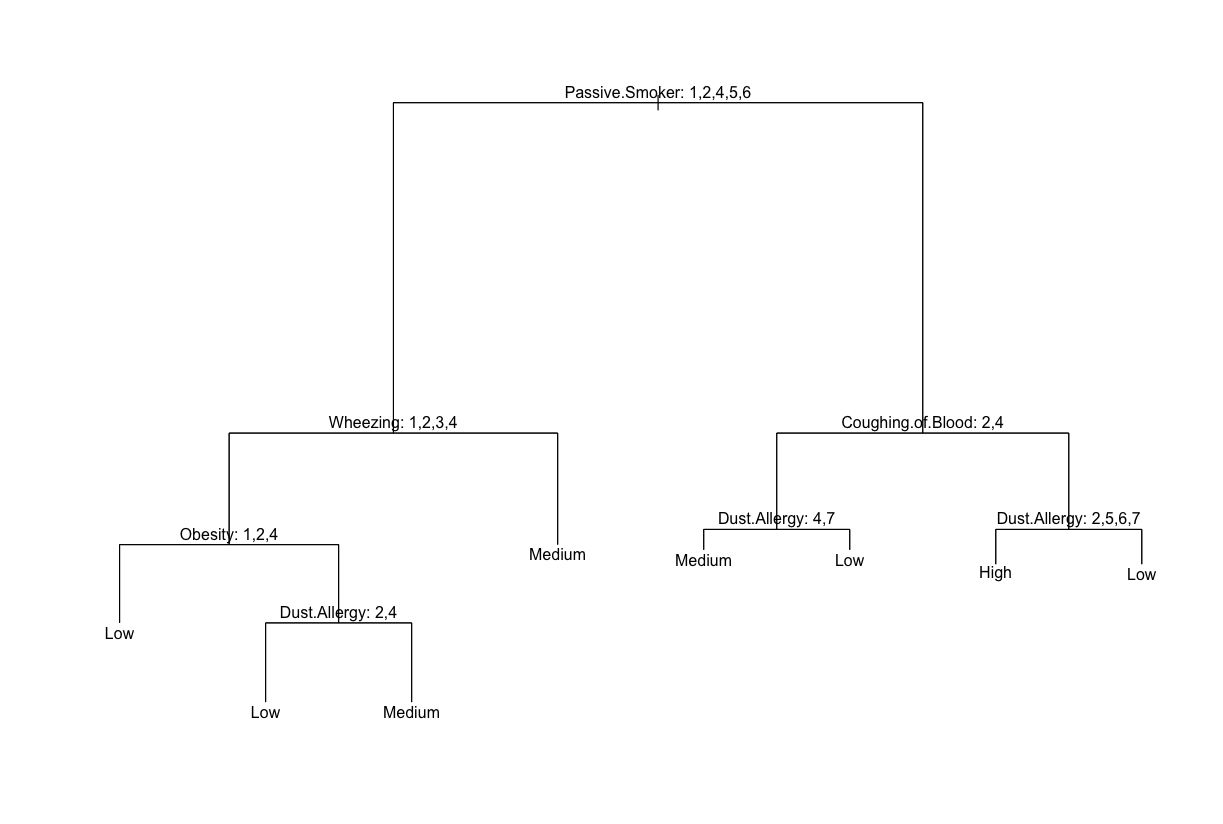 Passive.Smoker: 1,2,4,5,6
Wheezing: 1,2,3,4
Coughing.of.Blood: 2,4
Dust.Allergy: 4,7
Dust.Allergy: 2,5,6,7
Obesity: 1,2,4
Medium
Medium
Low
High
Low
Dust.Allergy: 2,4
Low
Low
Medium